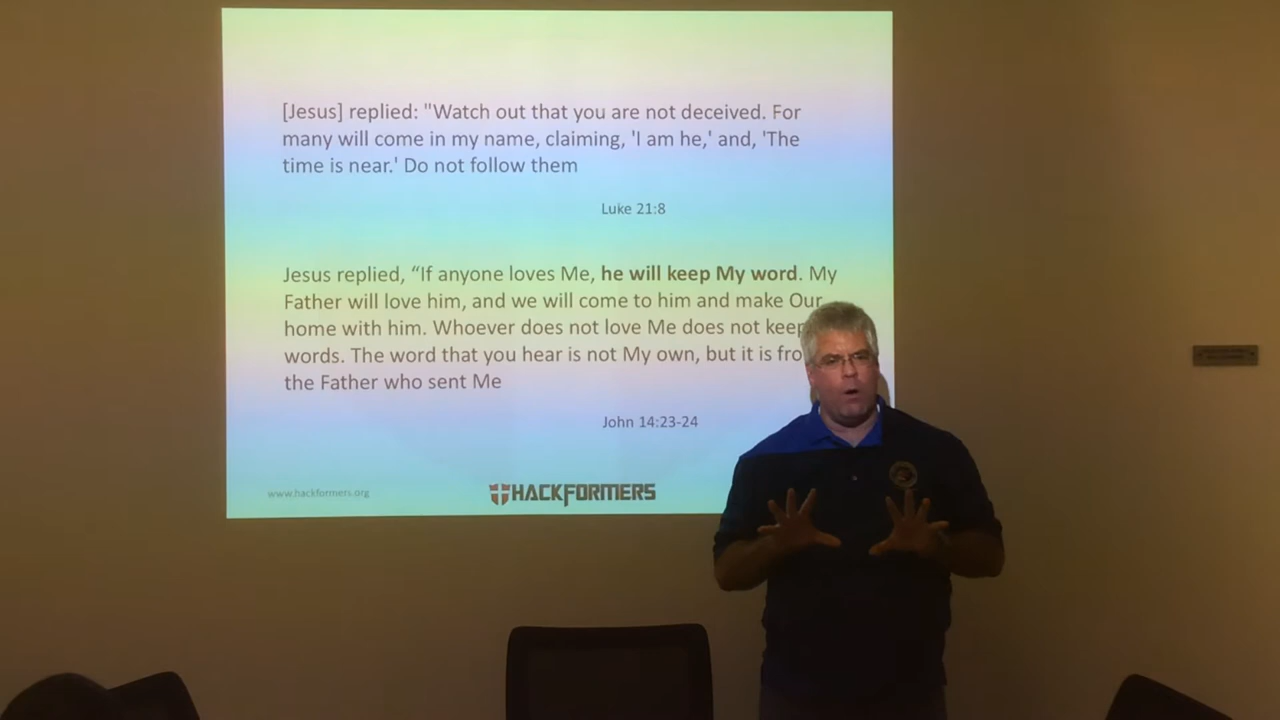 [Jesus] replied: "Watch out that you are not deceived. For
many will come in my name, claiming, 'I am he,' and, 'The
time is near.' Do not follow them
Luke 21:8
Jesus replied, “If anyone loves Me, he will keep My word. My
Father will love him, and we will come to him and make Our
home with him. Whoever does not love Me does not keep
words. The word that you hear is not My own, but it is fro
the Father who sent Me
John 14:23-24
www.hackformers.org
HACKFORMERS